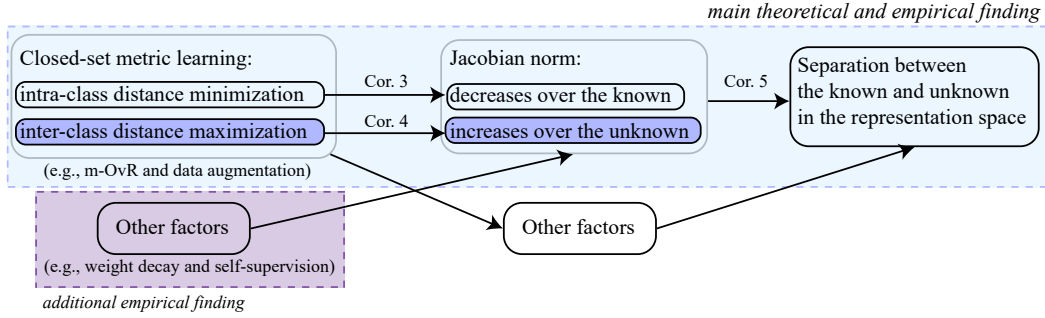 main theoretical and empirical finding
Closed-set metric learning:
intra-class distance minimization
inter-class distance maximization
(e.g., m-OvR and data augmentation)
Cor. 3
Cor. 4
Jacobian norm:
decreases over the known
increases over the unknown
Cor. 5
Separation between
the known and unknown
in the representation space
Other factors
(e.g., weight decay and self-supervision)
additional empirical finding
Other factors